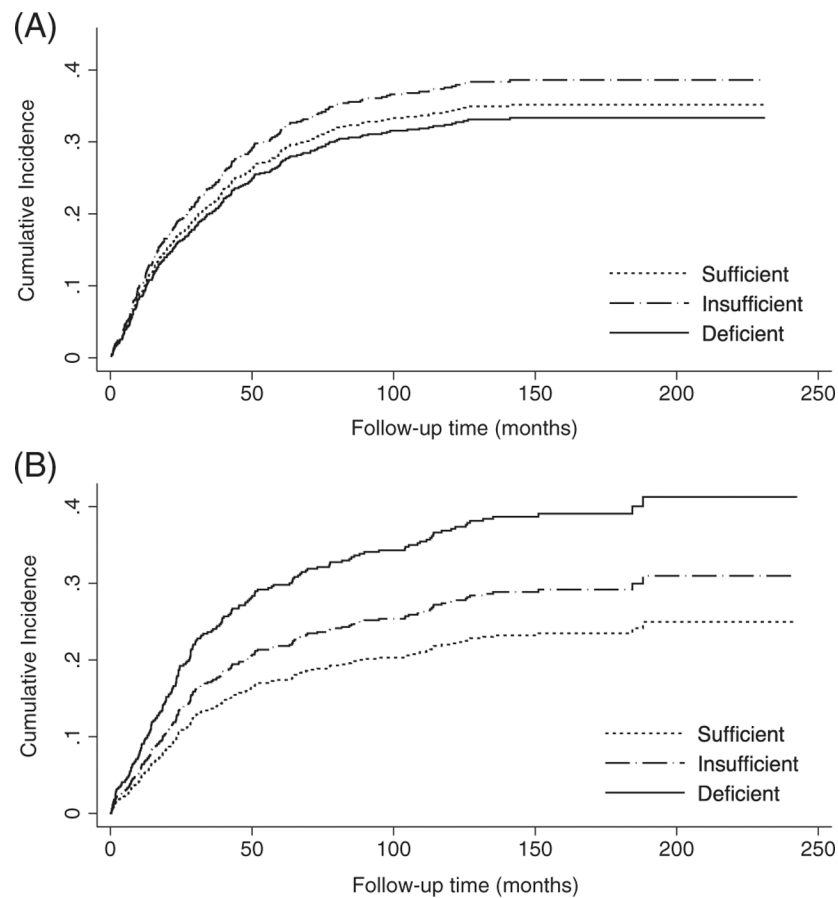 (A)
Cumulative Incidence
.4
.3
.2
.1
0
Sufficient
Insufficient
Deficient
0 50 100 150 200 250
Follow-up time (months)
(B)
Cumulative Incidence
.4
.3
.2
.1
0
Sufficient
Insufficient
Deficient
0 50 100 150 200 250
Follow-up time (months)